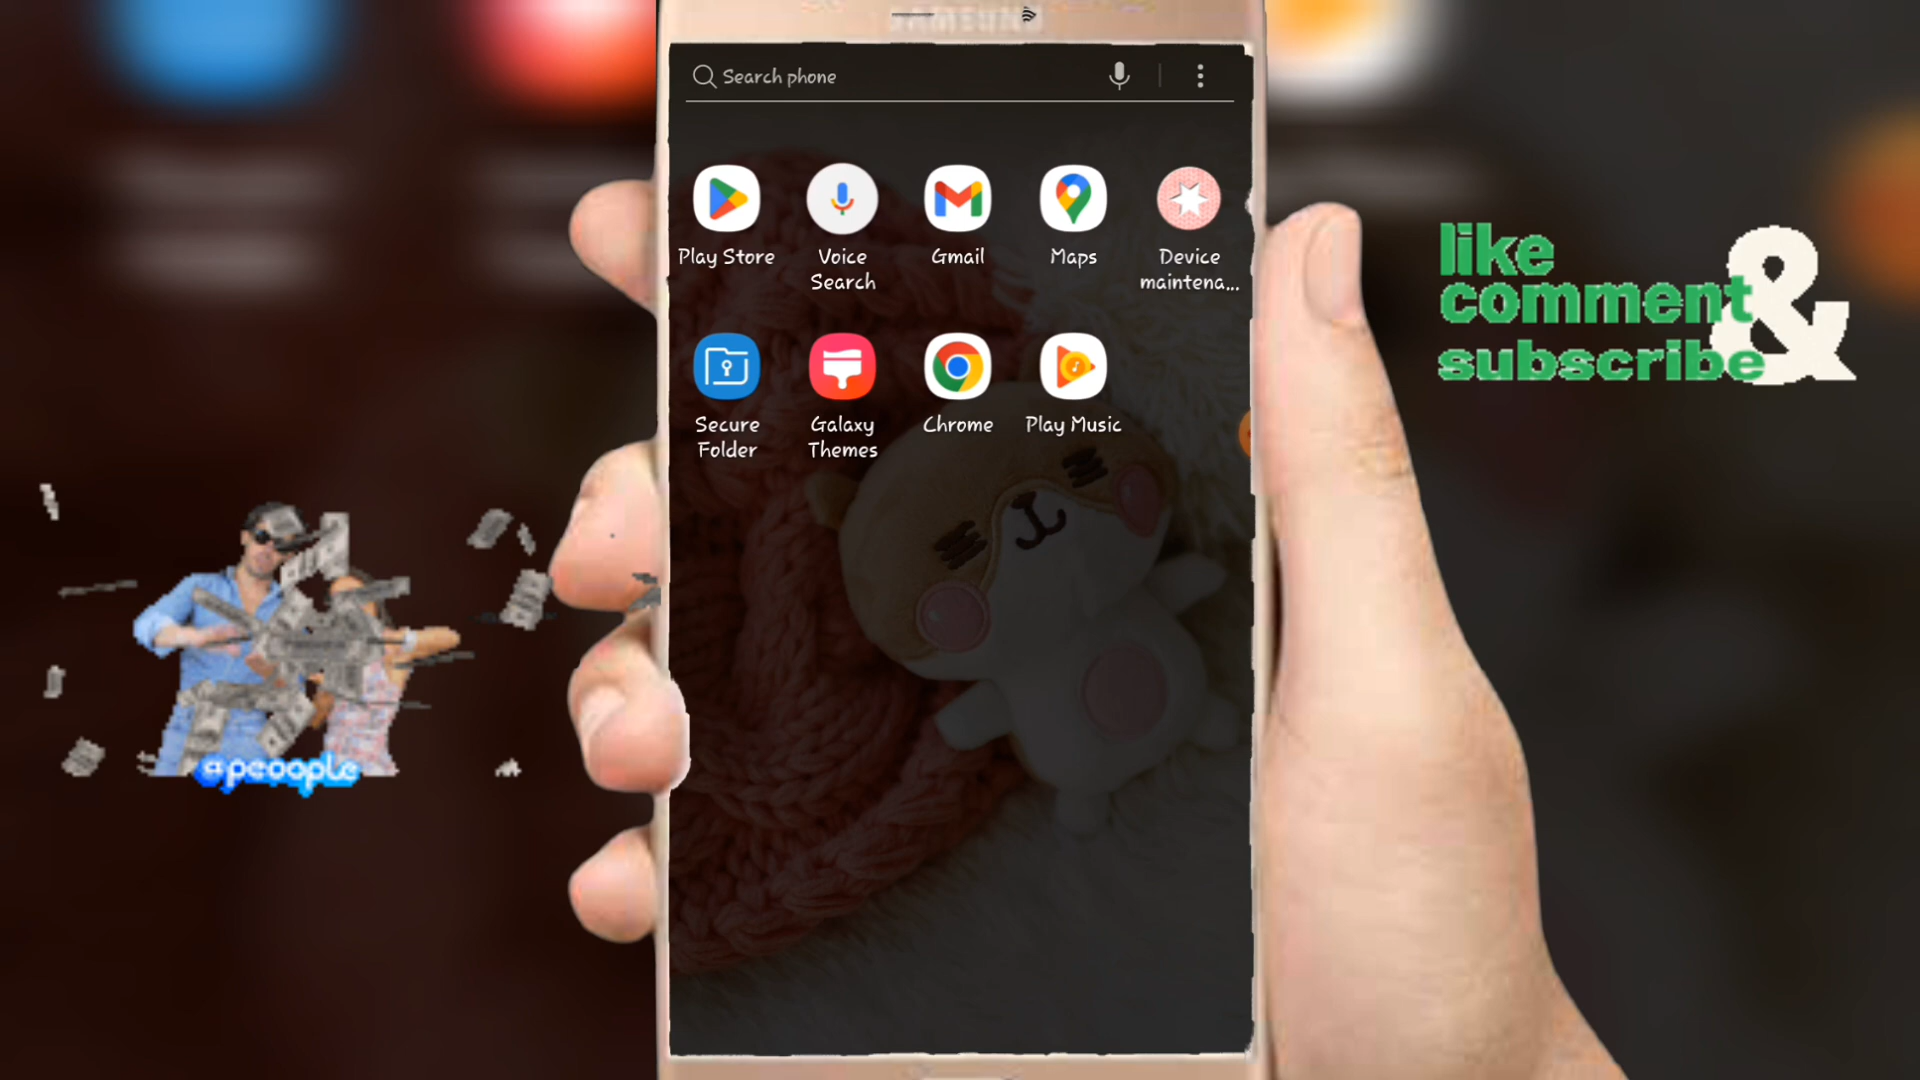 SAMSUNG
Search phone
Play Store
Voice
Search
Gmail
Maps
Device
maintena...
Secure
Folder
Galaxy
Themes
Chrome
Play Music
like
comment &
subscribe
@peoople